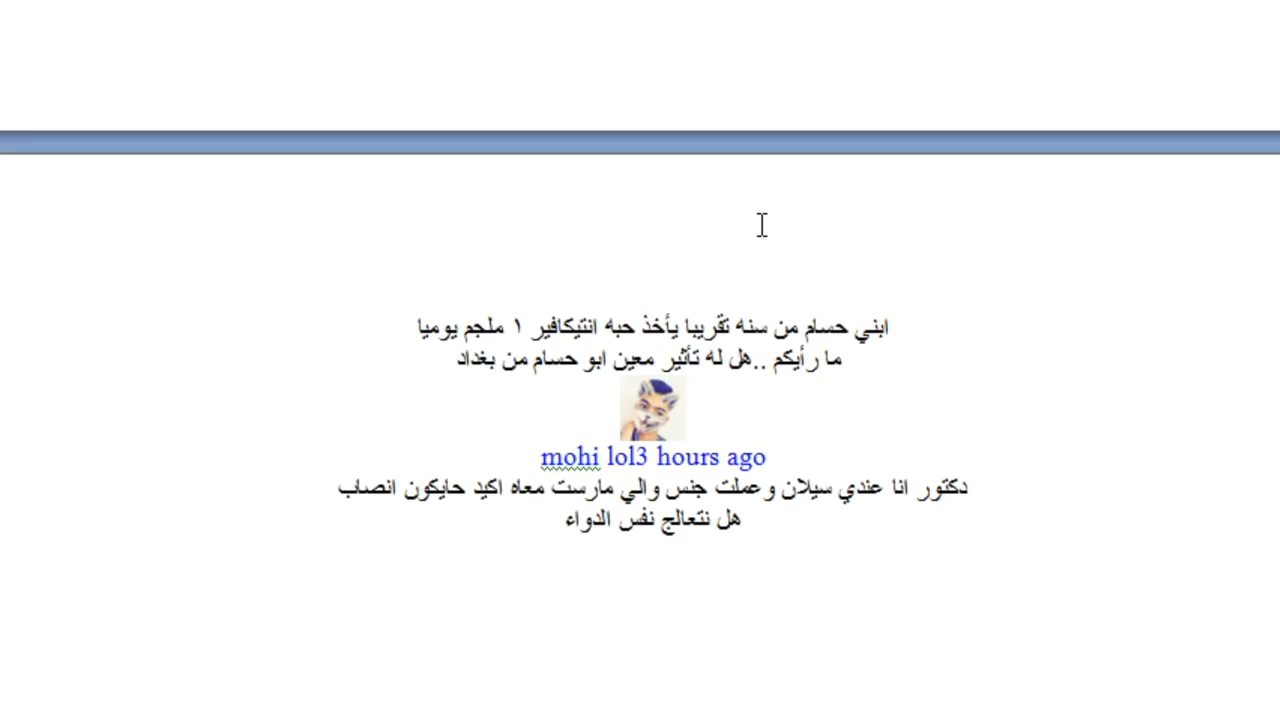 ابني حسام من سنه تقريبا يأخذ حبه انتيكافير ١ ملجم يوميا
ما رأيكم ..هل له تأثير معين ابو حسام من بغداد
mohi lol3 hours ago
دكتور انا عندي سيلان وعملت جنس والي مارست معاه اكيد حايكون انصاب
هل نتعالج نفس الدواء